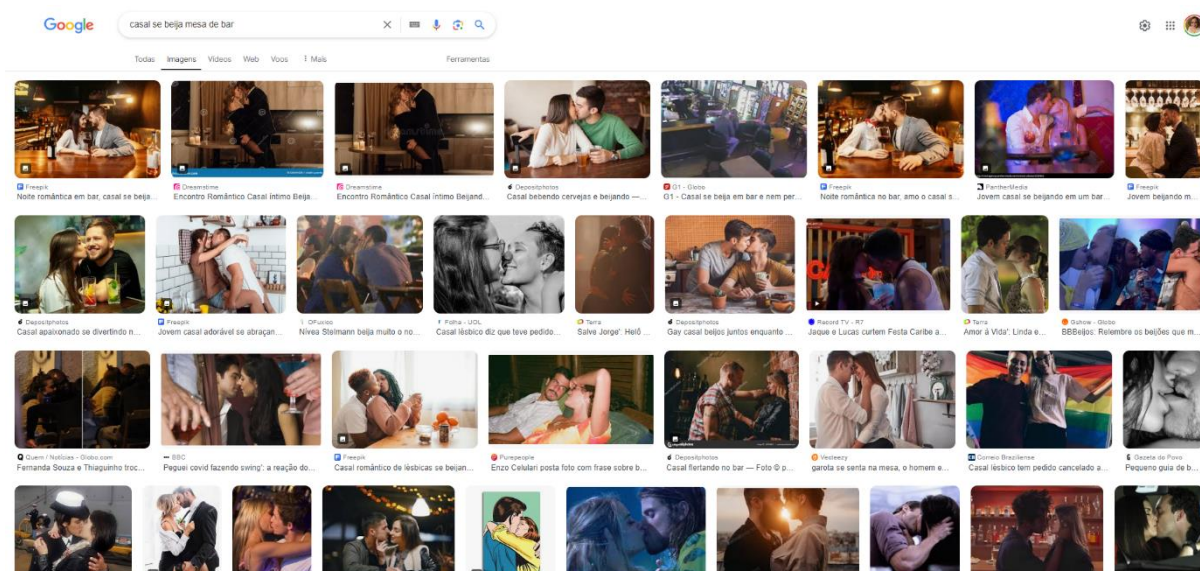 Google
casal se beija mesa de bar
Todas Imagens Vídeos Web Voos Mais Ferramentas
Freepik
Noite romântica em bar, casal se beija...
Dreamstime
Encontro Romântico Casal íntimo Beija...
Dreamstime
Encontro Romântico Casal íntimo Beijand...
Depositphotos
Casal bebendo cervejas e beijando —...
G1 - Globo
G1 - Casal se beija em bar e nem per...
Freepik
Noite romântica no bar, amo o casal s...
PantherMedia
Jovem casal se beijando em um bar...
Freepik
Jovem beijando m...
Depositphotos
Casal apaixonado se divertindo n...
Freepik
Jovem casal adorável se abraçan...
OFuxico
Nívea Stelmann beija muito o no...
Folha - UOL
Casal lésbico diz que teve pedido...
Terra
Salve Jorge': Helô ...
Depositphotos
Gay casal beijos juntos enquanto ...
Record TV - R7
Jaque e Lucas curtem Festa Caribe a...
Terra
Amor à Vida': Linda e...
Gshow - Globo
BBBeijos: Relembre os beijões que m...
Quem / Notícias - Globo.com
Fernanda Souza e Thiaguinho troc...
BBC
Peguei covid fazendo swing': a reação do...
Freepik
Casal romântico de lésbicas se beijan...
Purepeople
Enzo Celulari posta foto com frase sobre b...
Depositphotos
Casal flertando no bar — Foto © p...
Vexteezy
garota se senta na mesa, o homem e...
Correio Braziliense
Casal lésbico tem pedido cancelado a...
Gazeta do Povo
Pequeno guia de b...